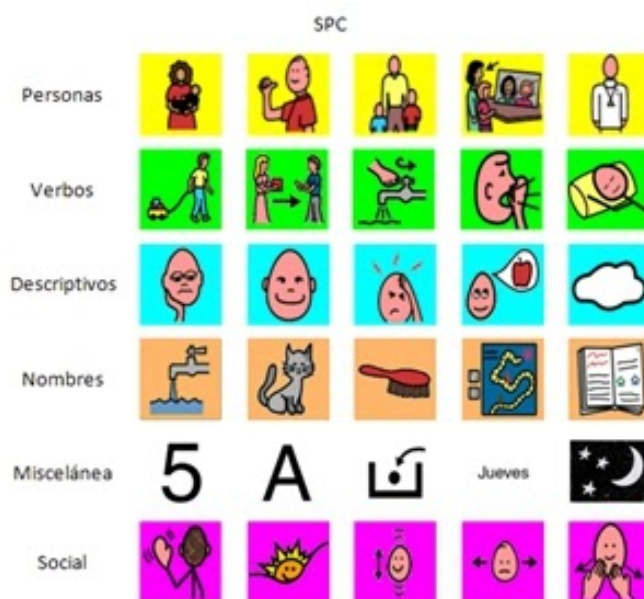 SPC
Personas
Verbos
Descriptivos
Nombres
Miscelánea
5
A
Jueves
Social